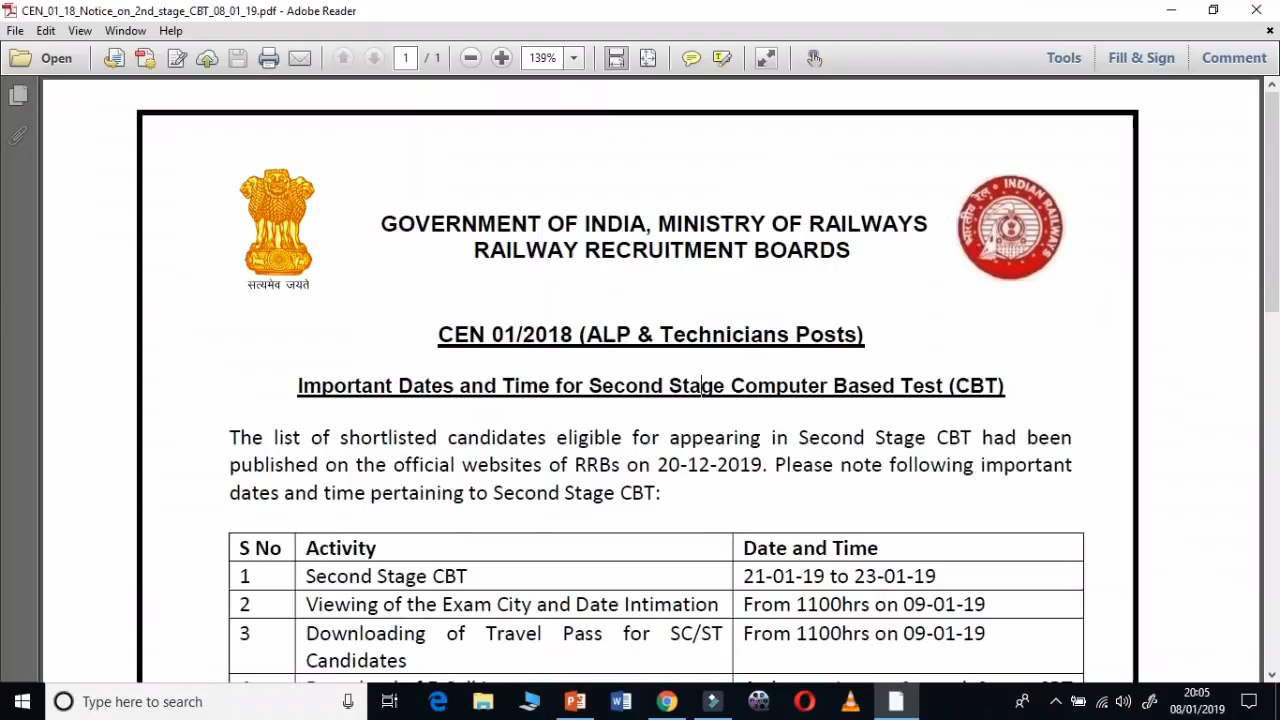 CEN_01_18_Notice_on_2nd_stage_CBT_08_01_19.pdf - Adobe Reader
File Edit View Window Help
Open 1 / 1 139% Tools Fill & Sign Comment
GOVERNMENT OF INDIA, MINISTRY OF RAILWAYS
RAILWAY RECRUITMENT BOARDS
सत्यमेव जयते
भारतीय रेल INDIAN RAILWAYS
CEN 01/2018 (ALP & Technicians Posts)
Important Dates and Time for Second Stage Computer Based Test (CBT)
The list of shortlisted candidates eligible for appearing in Second Stage CBT had been
published on the official websites of RRBs on 20-12-2019. Please note following important
dates and time pertaining to Second Stage CBT:
S No Activity Date and Time
1 Second Stage CBT 21-01-19 to 23-01-19
2 Viewing of the Exam City and Date Intimation From 1100hrs on 09-01-19
3 Downloading of Travel Pass for SC/ST From 1100hrs on 09-01-19
Candidates
Type here to search
20:05
08/01/2019